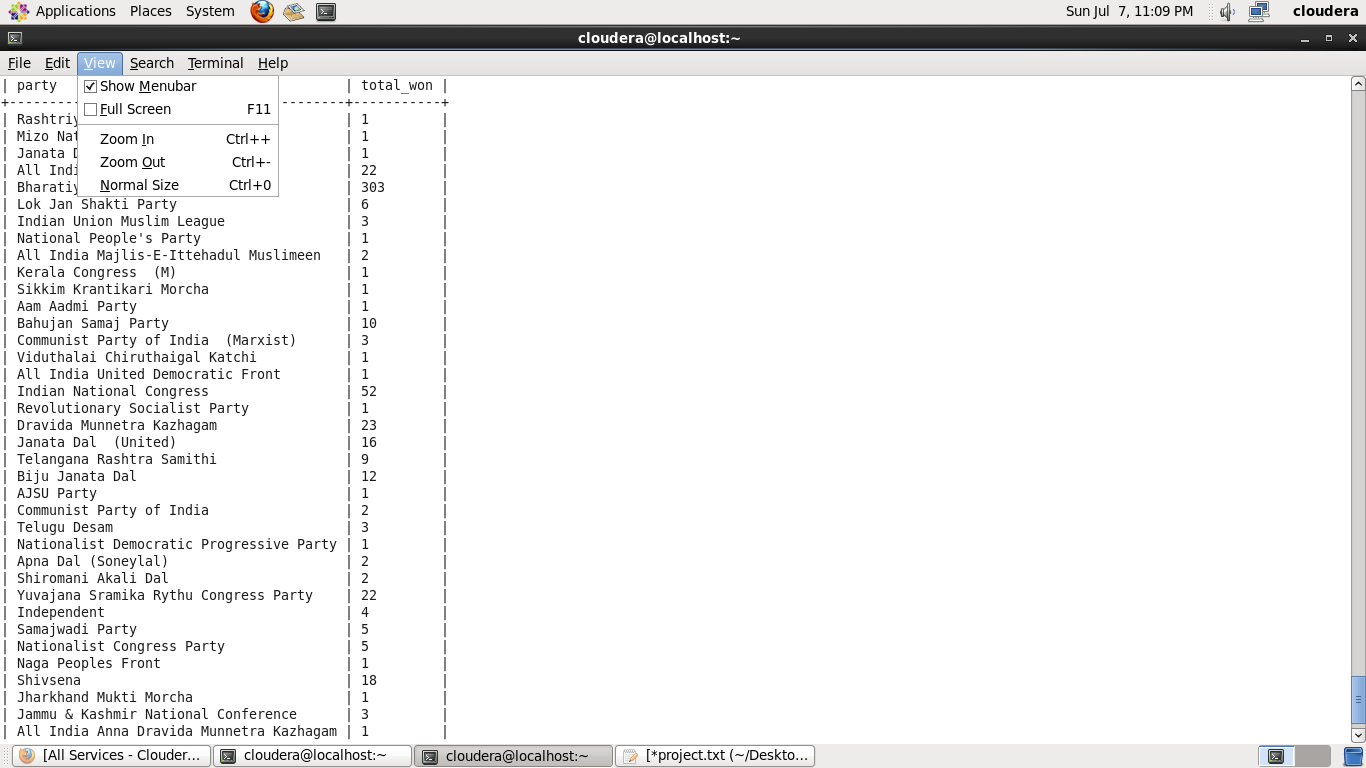 Applications Places System Sun Jul 7, 11:09 PM cloudera
cloudera@localhost:~
File Edit View Search Terminal Help
| party | total_won |
Show Menubar
+-------- --------+-----------+
Full Screen F11
| Rashtriy | 1 |
| Mizo Nat | 1 |
Zoom In Ctrl++
| Janata D | 1 |
Zoom Out Ctrl+-
| All Indi | 22 |
| Bharatiy | 303 |
Normal Size Ctrl+0
| Lok Jan Shakti Party | 6 |
| Indian Union Muslim League | 3 |
| National People's Party | 1 |
| All India Majlis-E-Ittehadul Muslimeen | 2 |
| Kerala Congress  (M) | 1 |
| Sikkim Krantikari Morcha | 1 |
| Aam Aadmi Party | 1 |
| Bahujan Samaj Party | 10 |
| Communist Party of India  (Marxist) | 3 |
| Viduthalai Chiruthaigal Katchi | 1 |
| All India United Democratic Front | 1 |
| Indian National Congress | 52 |
| Revolutionary Socialist Party | 1 |
| Dravida Munnetra Kazhagam | 23 |
| Janata Dal  (United) | 16 |
| Telangana Rashtra Samithi | 9 |
| Biju Janata Dal | 12 |
| AJSU Party | 1 |
| Communist Party of India | 2 |
| Telugu Desam | 3 |
| Nationalist Democratic Progressive Party | 1 |
| Apna Dal (Soneylal) | 2 |
| Shiromani Akali Dal | 2 |
| Yuvajana Sramika Rythu Congress Party | 22 |
| Independent | 4 |
| Samajwadi Party | 5 |
| Nationalist Congress Party | 5 |
| Naga Peoples Front | 1 |
| Shivsena | 18 |
| Jharkhand Mukti Morcha | 1 |
| Jammu & Kashmir National Conference | 3 |
| All India Anna Dravida Munnetra Kazhagam | 1 |
[All Services - Clouder... cloudera@localhost:~ cloudera@localhost:~ [*project.txt (~/Deskto...